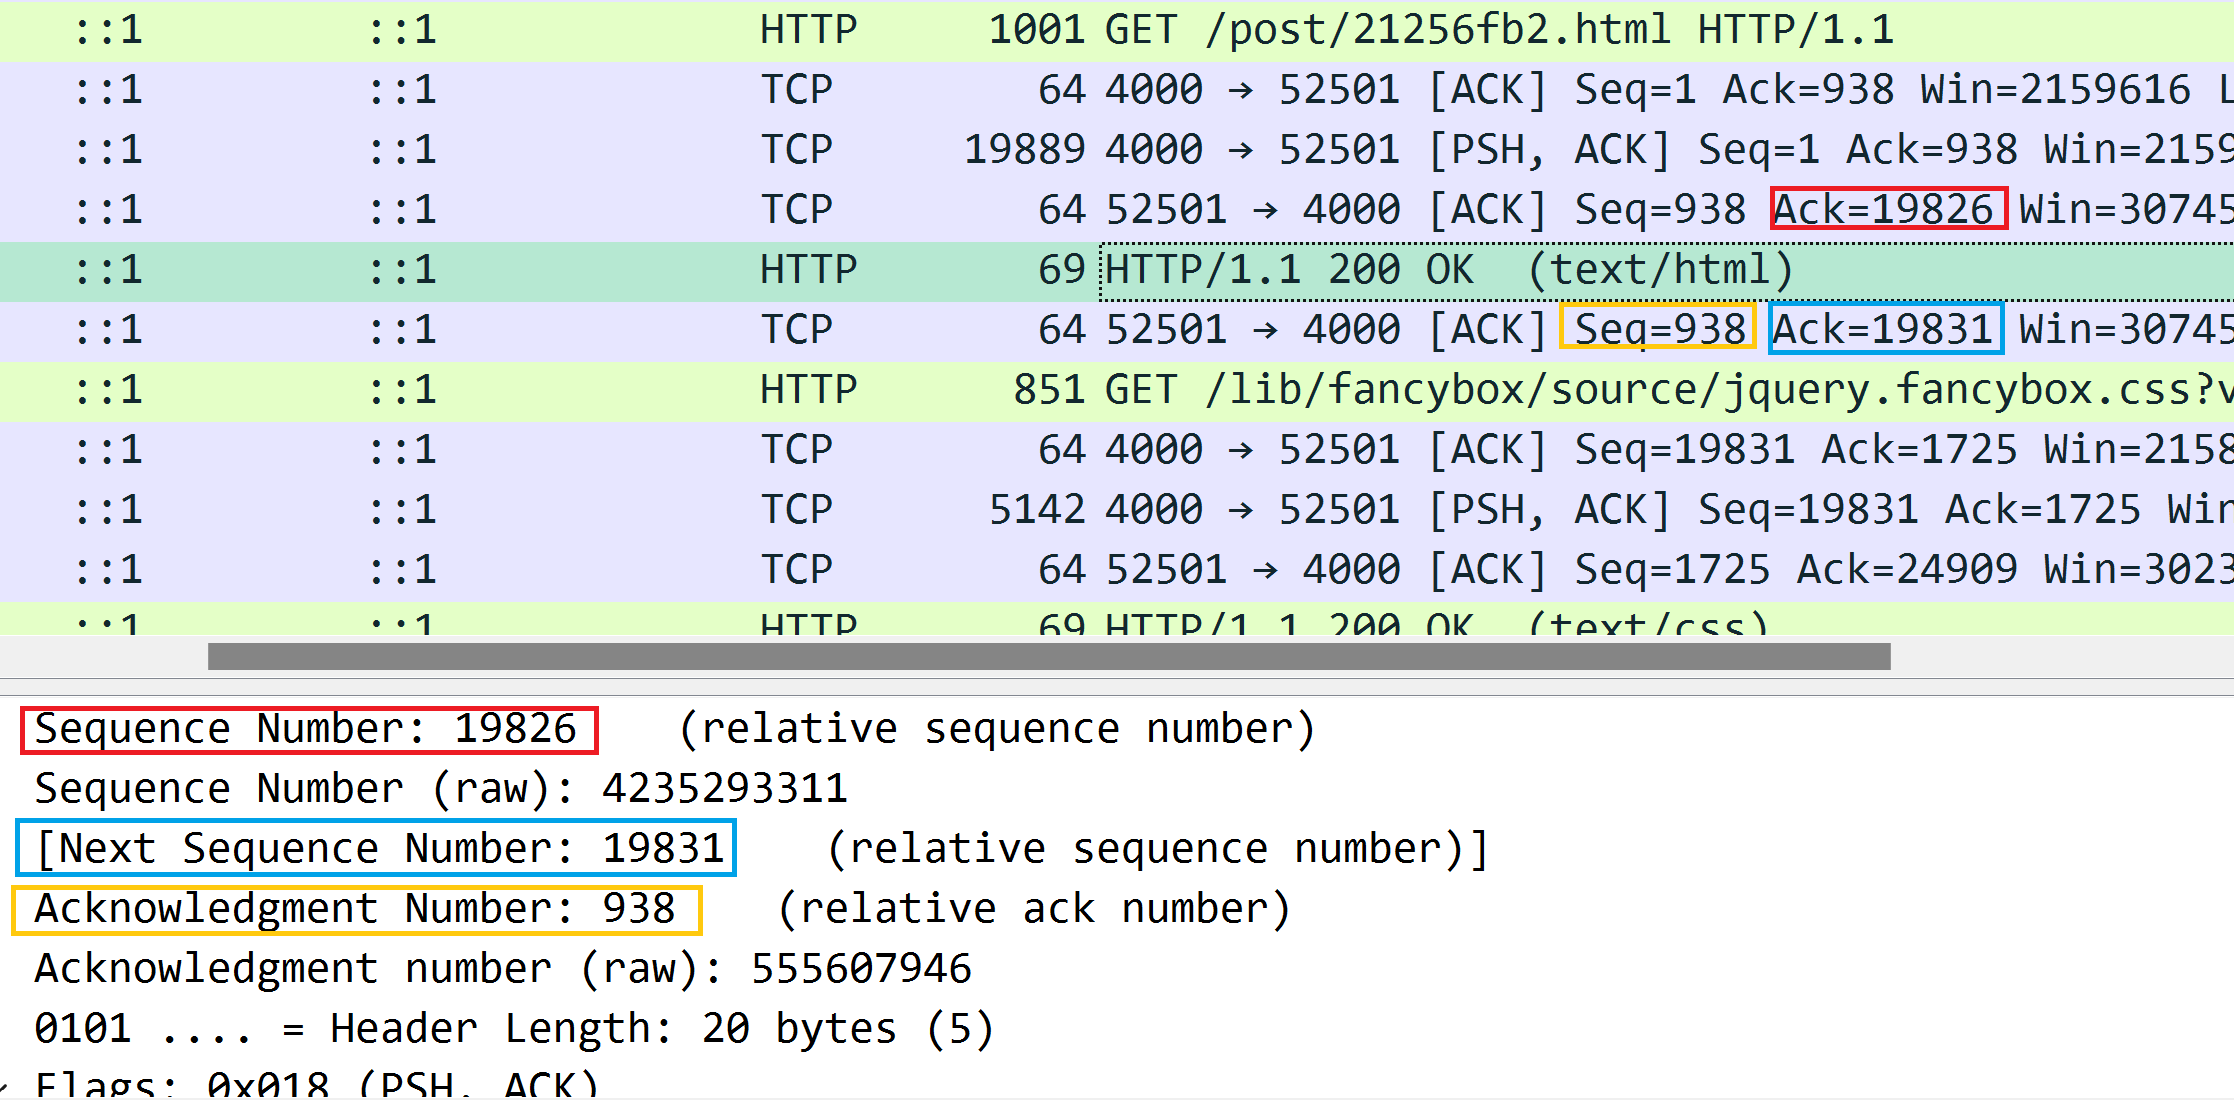 ::1 ::1 HTTP 1001 GET /post/21256fb2.html HTTP/1.1
::1 ::1 TCP 64 4000 → 52501 [ACK] Seq=1 Ack=938 Win=2159616 L
::1 ::1 TCP 19889 4000 → 52501 [PSH, ACK] Seq=1 Ack=938 Win=2159
::1 ::1 TCP 64 52501 → 4000 [ACK] Seq=938 Ack=19826 Win=30745
::1 ::1 HTTP 69 HTTP/1.1 200 OK (text/html)
::1 ::1 TCP 64 52501 → 4000 [ACK] Seq=938 Ack=19831 Win=30745
::1 ::1 HTTP 851 GET /lib/fancybox/source/jquery.fancybox.css?v
::1 ::1 TCP 64 4000 → 52501 [ACK] Seq=19831 Ack=1725 Win=2158
::1 ::1 TCP 5142 4000 → 52501 [PSH, ACK] Seq=19831 Ack=1725 Win
::1 ::1 TCP 64 52501 → 4000 [ACK] Seq=1725 Ack=24909 Win=3023
::1 ::1 HTTP 69 HTTP/1.1 200 OK (text/css)
Sequence Number: 19826 (relative sequence number)
Sequence Number (raw): 4235293311
[Next Sequence Number: 19831 (relative sequence number)]
Acknowledgment Number: 938 (relative ack number)
Acknowledgment number (raw): 555607946
0101 .... = Header Length: 20 bytes (5)
Flags: 0x018 (PSH, ACK)